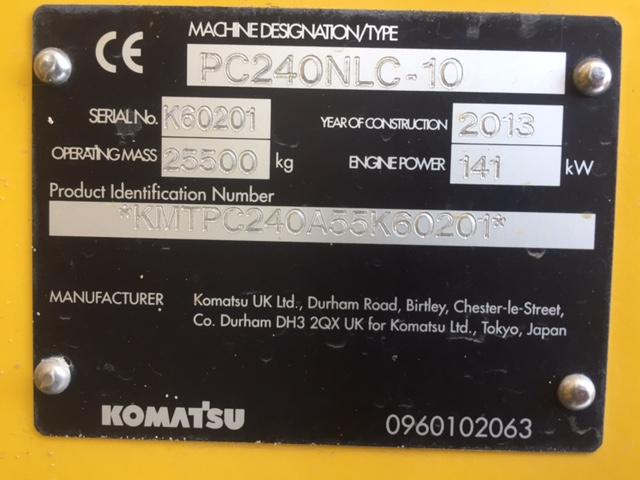 CE
MACHINE DESIGNATION/TYPE
PC240NLC-10
SERIAL No. K60201 YEAR OF CONSTRUCTION 2013
OPERATING MASS 25500 kg ENGINE POWER 141 kW
Product Identification Number
*KMTPC240A55K60201*
MANUFACTURER Komatsu UK Ltd., Durham Road, Birtley, Chester-le-Street,
Co. Durham DH3 2QX UK for Komatsu Ltd., Tokyo, Japan
KOMATSU 0960102063